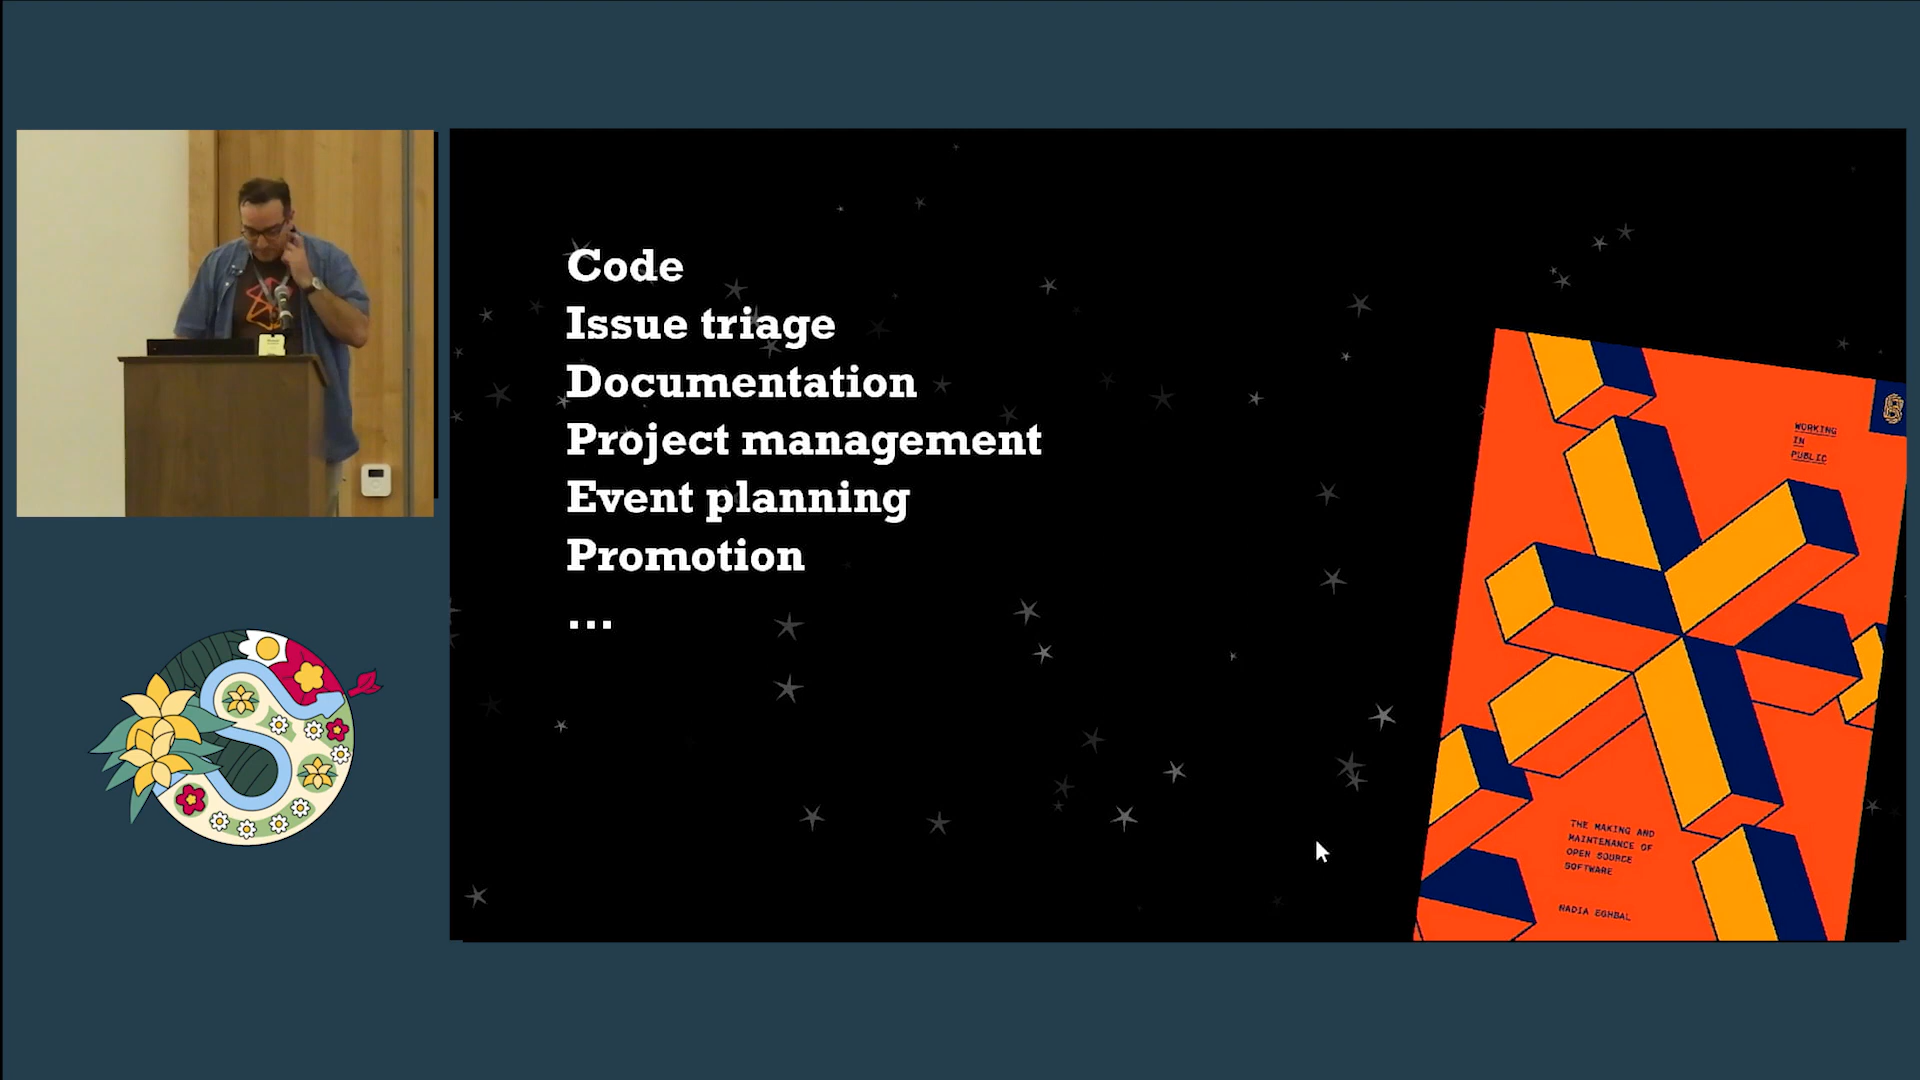 Code
Issue triage
Documentation
Project management
Event planning
Promotion
...
WORKING
IN
PUBLIC
THE MAKING AND
MAINTENANCE OF
OPEN SOURCE
SOFTWARE
NADIA EGHBAL